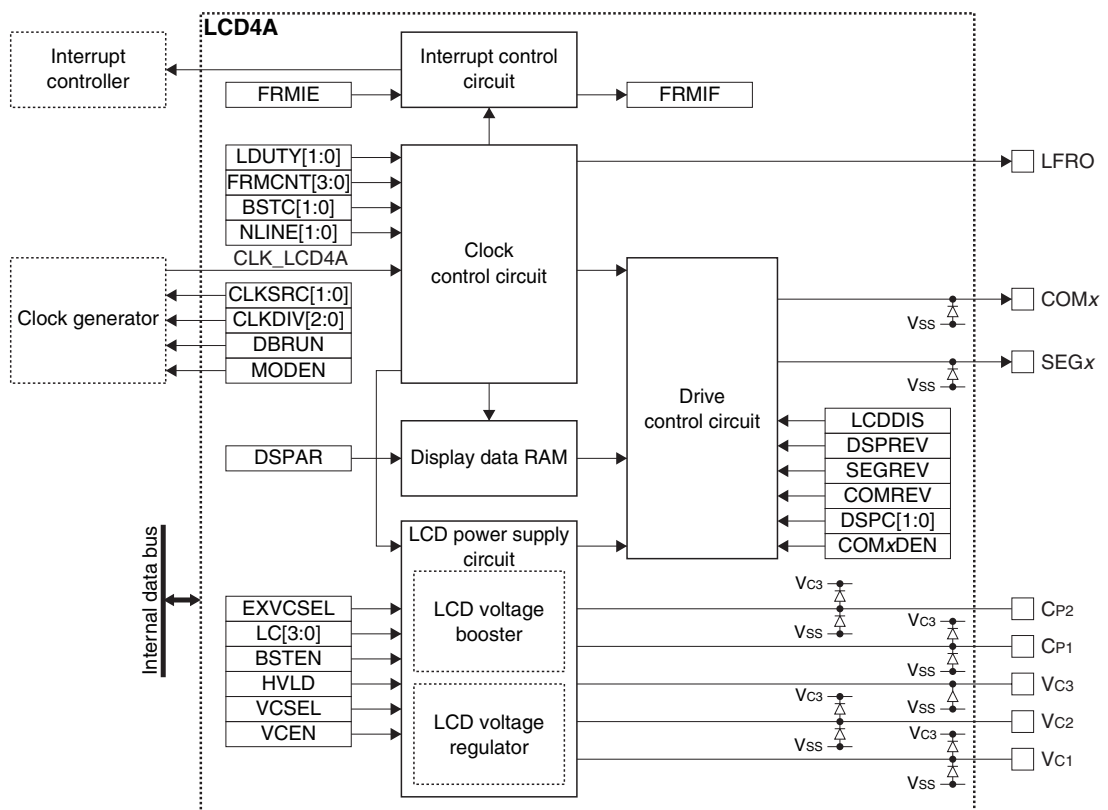 LCD4A
Interrupt
controller
Interrupt control
circuit
FRMIE
FRMIF
LDUTY[1:0]
FRMCNT[3:0]
BSTC[1:0]
NLINE[1:0]
CLK_LCD4A
Clock
control circuit
LFRO
Clock generator
CLKSRC[1:0]
CLKDIV[2:0]
DBRUN
MODEN
COMx
VSS
SEGx
VSS
Drive
control circuit
LCDDIS
DSPREV
SEGREV
COMREV
DSPC[1:0]
COMxDEN
DSPAR
Display data RAM
Internal data bus
LCD power supply
circuit
LCD voltage
booster
LCD voltage
regulator
EXVCSEL
LC[3:0]
BSTEN
HVLD
VCSEL
VCEN
VC3
VSS
CP2
VC3
VSS
CP1
VC3
VSS
VC3
VSS
VC2
VC3
VSS
VC1